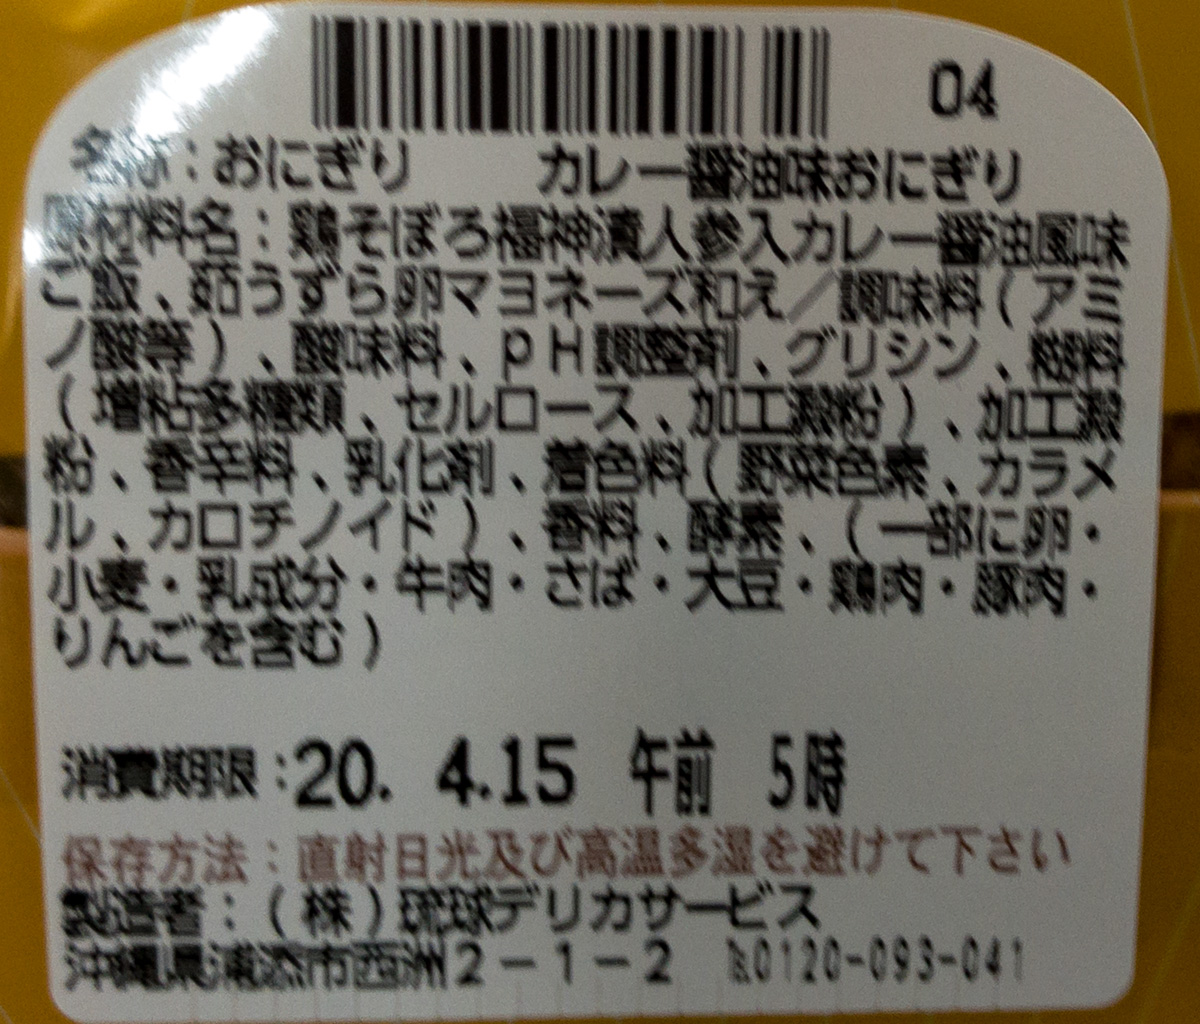 04
名称：おにぎり　カレー醤油味おにぎり
原材料名：鶏そぼろ福神漬人参入カレー醤油風味
ご飯、茹うずら卵マヨネーズ和え／調味料（アミ
ノ酸等）、酸味料、ｐＨ調整剤、グリシン、糊料
（増粘多糖類、セルロース、加工澱粉）、加工澱
粉、香辛料、乳化剤、着色料（野菜色素、カラメ
ル、カロチノイド）、香料、酵素、（一部に卵・
小麦・乳成分・牛肉・さば・大豆・鶏肉・豚肉・
りんごを含む）
消費期限：20. 4.15 午前 5時
保存方法：直射日光及び高温多湿を避けて下さい
製造者：（株）琉球デリカサービス
沖縄県浦添市西洲２－１－２ ℡0120-093-041